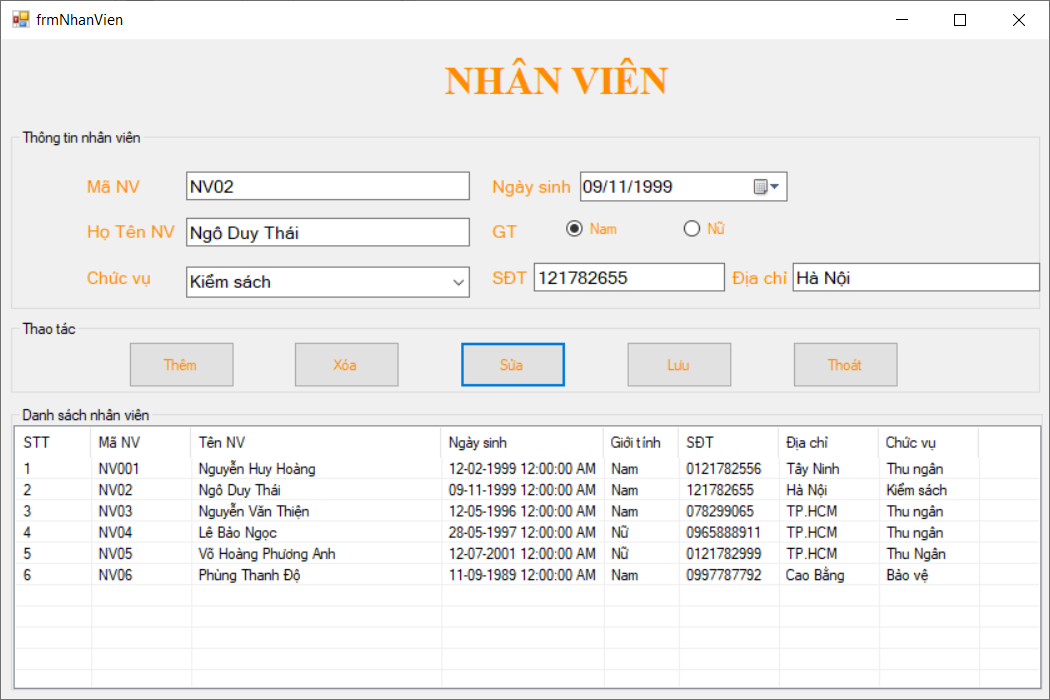 frmNhanVien
NHÂN VIÊN
Thông tin nhân viên
Mã NV NV02 Ngày sinh 09/11/1999
Họ Tên NV Ngô Duy Thái GT Nam Nữ
Chức vụ Kiểm sách SĐT 121782655 Địa chỉ Hà Nội
Thao tác
Thêm Xóa Sửa Lưu Thoát
Danh sách nhân viên
STT Mã NV Tên NV Ngày sinh Giới tính SĐT Địa chỉ Chức vụ
1 NV001 Nguyễn Huy Hoàng 12-02-1999 12:00:00 AM Nam 0121782556 Tây Ninh Thu ngân
2 NV02 Ngô Duy Thái 09-11-1999 12:00:00 AM Nam 121782655 Hà Nội Kiểm sách
3 NV03 Nguyễn Văn Thiện 12-05-1996 12:00:00 AM Nam 078299065 TP.HCM Thu ngân
4 NV04 Lê Bảo Ngọc 28-05-1997 12:00:00 AM Nữ 0965888911 TP.HCM Thu ngân
5 NV05 Võ Hoàng Phương Anh 12-07-2001 12:00:00 AM Nữ 0121782999 TP.HCM Thu Ngân
6 NV06 Phùng Thanh Độ 11-09-1989 12:00:00 AM Nam 0997787792 Cao Bằng Bảo vệ